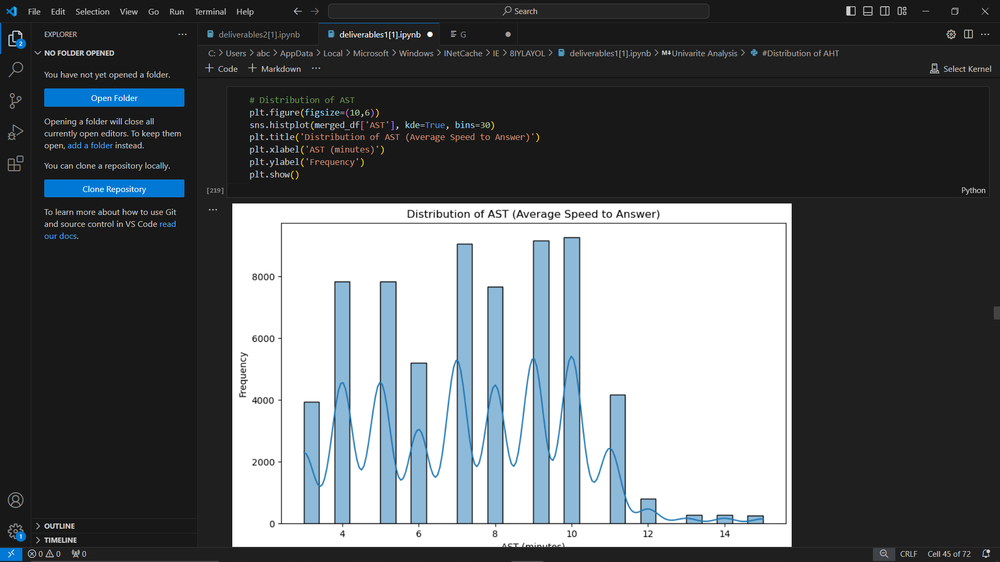 File Edit Selection View Go Run Terminal Help
Search
EXPLORER
2
NO FOLDER OPENED
You have not yet opened a folder.
Open Folder
Opening a folder will close all
currently open editors. To keep them
open, add a folder instead.
You can clone a repository locally.
Clone Repository
To learn more about how to use Git
and source control in VS Code read
our docs.
OUTLINE
TIMELINE
1
deliverables2[1].ipynb
deliverables1[1].ipynb
G
C: > Users > abc > AppData > Local > Microsoft > Windows > INetCache > IE > 8IYLAYOL > deliverables1[1].ipynb > M↓Univarite Analysis > #Distribution of AHT
+ Code + Markdown ...
Select Kernel
# Distribution of AST
plt.figure(figsize=(10,6))
sns.histplot(merged_df['AST'], kde=True, bins=30)
plt.title('Distribution of AST (Average Speed to Answer)')
plt.xlabel('AST (minutes)')
plt.ylabel('Frequency')
plt.show()
[219]
Python
Distribution of AST (Average Speed to Answer)
Frequency
8000
6000
4000
2000
0
4 6 8 10 12 14
AST (minutes)
0 0 0
CRLF Cell 45 of 72